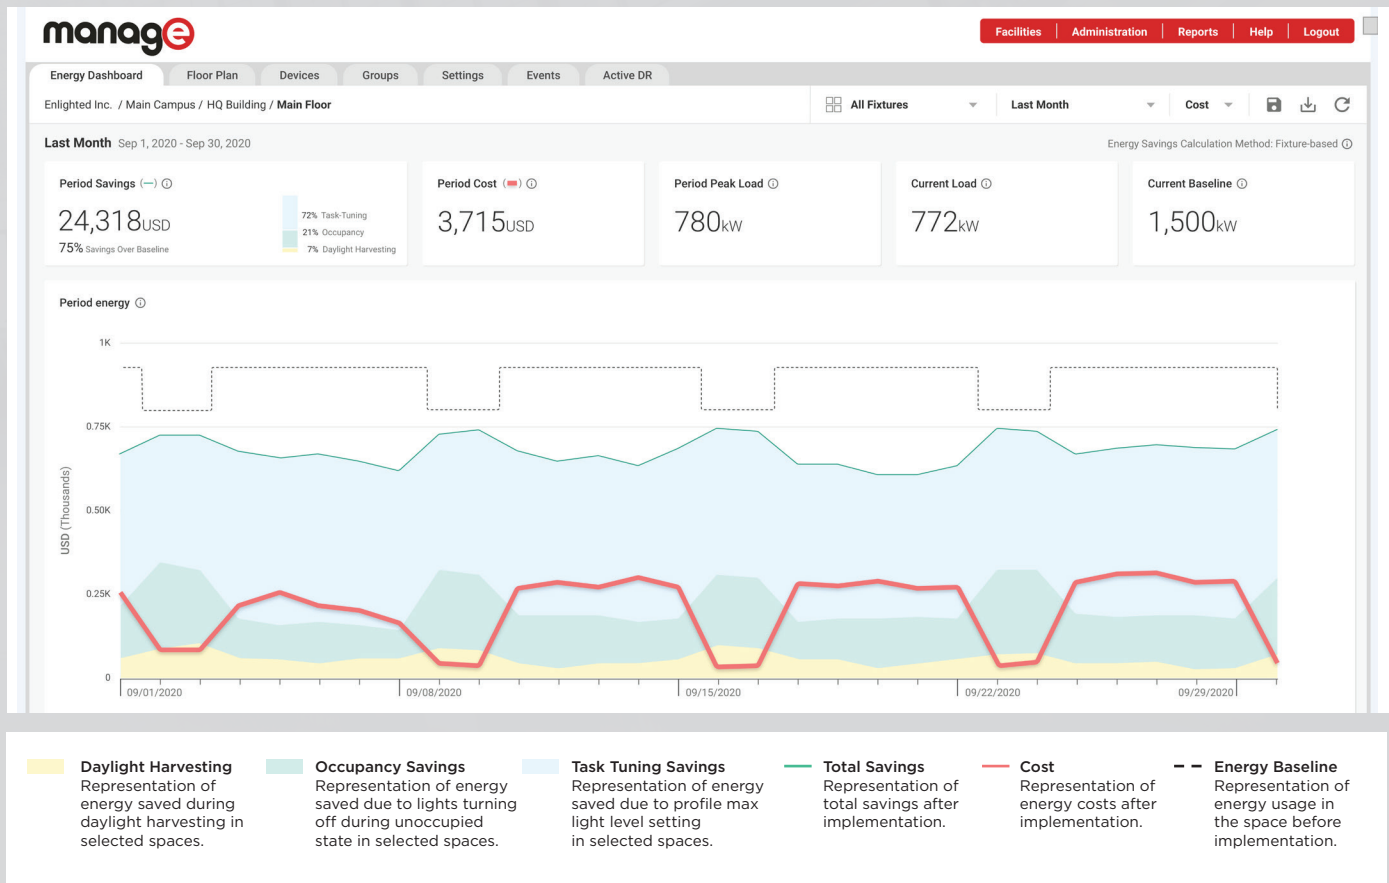 manage
Facilities | Administration | Reports | Help | Logout
Energy Dashboard Floor Plan Devices Groups Settings Events Active DR
Enlighted Inc. / Main Campus / HQ Building / Main Floor
All Fixtures Last Month Cost
Last Month Sep 1, 2020 - Sep 30, 2020
Energy Savings Calculation Method: Fixture-based
Period Savings (—)
24,318USD
75% Savings Over Baseline
72% Task-Tuning
21% Occupancy
7% Daylight Harvesting
Period Cost ( )
3,715USD
Period Peak Load
780kW
Current Load
772kW
Current Baseline
1,500kW
Period energy
1K
0.75K
0.50K
0.25K
0
USD (Thousands)
09/01/2020 09/08/2020 09/15/2020 09/22/2020 09/29/2020
Daylight Harvesting
Representation of
energy saved during
daylight harvesting in
selected spaces.
Occupancy Savings
Representation of energy
saved due to lights turning
off during unoccupied
state in selected spaces.
Task Tuning Savings
Representation of energy
saved due to profile max
light level setting
in selected spaces.
Total Savings
Representation of
total savings after
implementation.
Cost
Representation of
energy costs after
implementation.
Energy Baseline
Representation of
energy usage in
the space before
implementation.